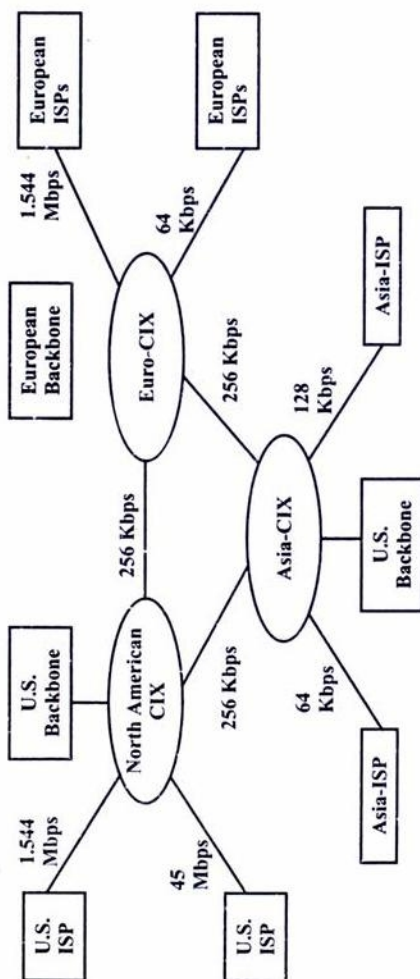 U.S.
ISP
1.544
Mbps
U.S.
Backbone
North American
CIX
45
Mbps
U.S.
ISP
256 Kbps
256 Kbps
European
Backbone
Euro-CIX
1.544
Mbps
European
ISPs
64
Kbps
European
ISPs
256 Kbps
Asia-CIX
64
Kbps
Asia-ISP
U.S.
Backbone
128
Kbps
Asia-ISP